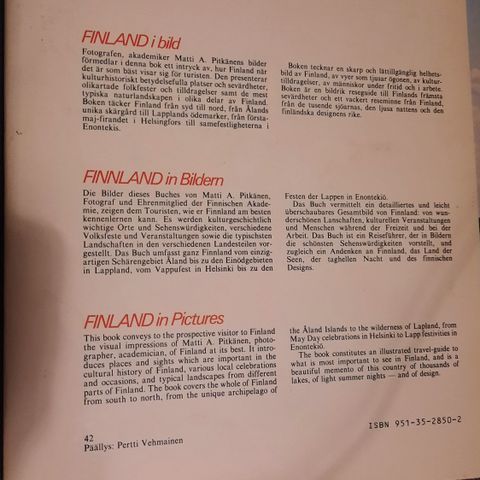 FINLAND i bild
Fotografen, akademiker Matti A. Pitkänens bilder
förmedlar i denna bok ett intryck av, hur Finland när
det är som bäst visar sig för turisten. Den presenterar
kulturhistoriskt betydelsefulla platser och sevärdheter,
olikartade folkfester och tilldragelser samt de mest
typiska naturlandskapen i olika delar av Finland.
Boken täcker Finland från syd till nord, från Ålands
unika skärgård till Lapplands ödemarker, från första-
maj-firandet i Helsingfors till samefestligheterna i
Enontekis.
Boken tecknar en skarp och lättillgänglig helhets-
bild av Finland, av vyer som tjusar ögonen, av kultur-
tilldragelser, av människor under fritid och i arbete.
Boken är en bildrik reseguide till Finlands främsta
sevärdheter och ett vackert reseminne från Finland,
från de tusende sjöarnas, den ljusa nattens och den
finländska designens rike.
FINNLAND in Bildern
Die Bilder dieses Buches von Matti A. Pitkänen,
Fotograf und Ehrenmitglied der Finnischen Akade-
mie, zeigen dem Touristen, wie er Finnland am besten
kennenlernen kann. Es werden kulturgeschichtlich
wichtige Orte und Sehenswürdigkeiten, verschiedene
Volksfeste und Veranstaltungen sowie die typischsten
Landschaften in den verschiedenen Landesteilen vor-
gestellt. Das Buch umfasst ganz Finnland vom einzig-
artigen Schärengebiet Åland bis zu den Einödgebieten
in Lappland, vom Vappufest in Helsinki bis zu den
Festen der Lappen in Enontekiö.
Das Buch vermittelt ein detailliertes und leicht
überschaubares Gesamtbild von Finnland: von wun-
derschönen Lanschaften, kulturellen Veranstaltungen
und Menschen während der Freizeit und bei der
Arbeit. Das Buch ist ein Reiseführer, der in Bildern
die schönsten Sehenswürdigkeiten vorstellt, und
zugleich ein Andenken an Finnland, das Land der
Seen, der taghellen Nacht und des finnischen
Designs.
FINLAND in Pictures
This book conveys to the prospective visitor to Finland
the visual impressions of Matti A. Pitkänen, photo-
grapher, academician, of Finland at its best. It intro-
duces places and sights which are important in the
cultural history of Finland, various local celebrations
and occasions, and typical landscapes from different
parts of Finland. The book covers the whole of Finland
from south to north, from the unique archipelago of
the Åland Islands to the wilderness of Lapland, from
May Day celebrations in Helsinki to Lapp festivities in
Enontekiö.
The book constitutes an illustrated travel-guide to
what is most important to see in Finland, and is a
beautiful memento of this country of thousands of
lakes, of light summer nights — and of design.
ISBN 951-35-2850-2
42
Päällys: Pertti Vehmainen